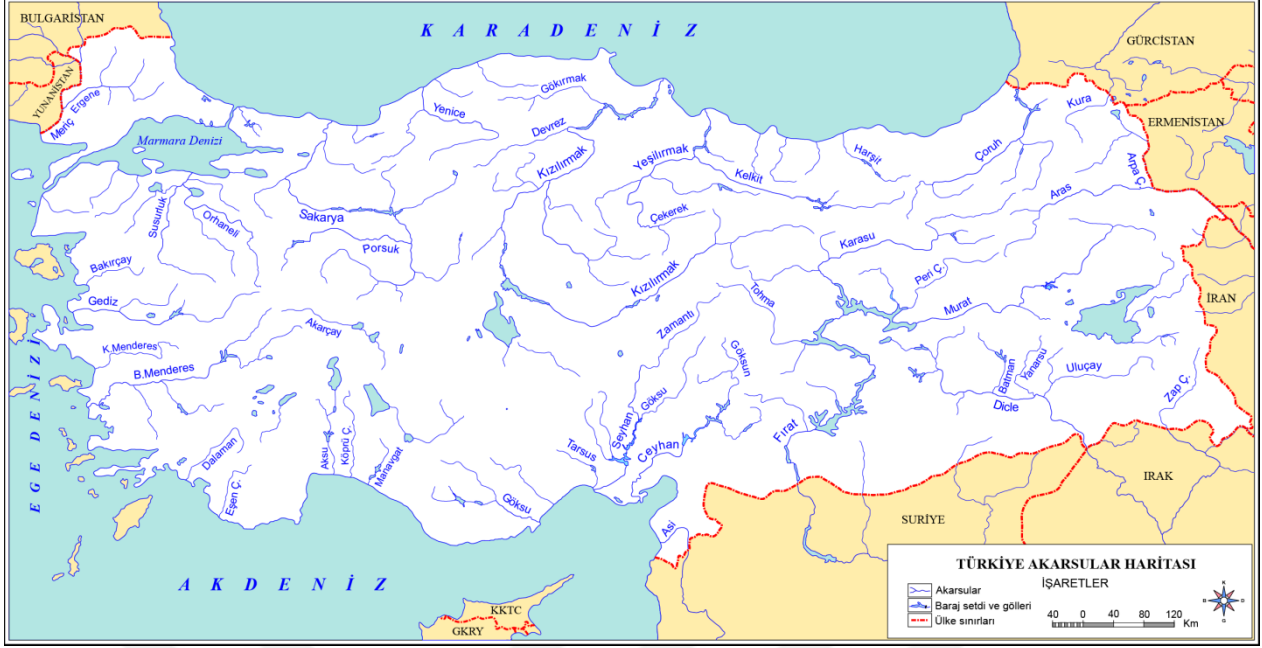 BULGARİSTAN
K A R A D E N İ Z
GÜRCİSTAN
YUNANİSTAN
Meriç
Ergene
Marmara Denizi
Yenice
Gökırmak
Devrez
Kızılırmak
Yeşilırmak
Kelkit
Harşit
Çoruh
Kura
ERMENİSTAN
Arpa Ç.
Aras
Susurluk
Orhaneli
Sakarya
Porsuk
Çekerek
Karasu
Peri Ç.
Bakırçay
Gediz
Kızılırmak
Tohma
Murat
İRAN
Zamantı
Akarçay
K.Menderes
B.Menderes
Göksun
Batman
Yanarsu
Uluçay
Zap Ç.
Dicle
Göksu
Seyhan
Ceyhan
Fırat
Tarsus
Dalaman
Eşen Ç.
Aksu
Köprü Ç.
Manavgat
Göksu
Asi
IRAK
SURİYE
E G E D E N İ Z İ
A K D E N İ Z
KKTC
GKRY
TÜRKİYE AKARSULAR HARİTASI
İŞARETLER
Akarsular
Baraj setdi ve gölleri
Ülke sınırları
40 0 40 80 120
Km